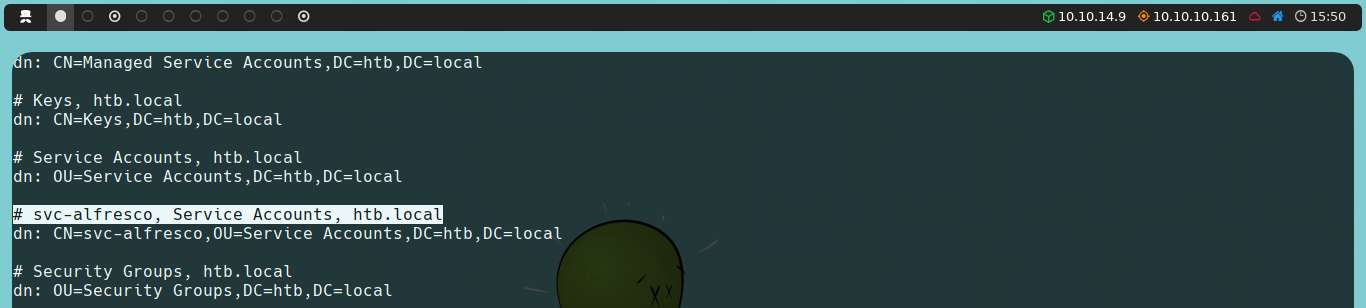 10.10.14.9 10.10.10.161 15:50
dn: CN=Managed Service Accounts,DC=htb,DC=local
# Keys, htb.local
dn: CN=Keys,DC=htb,DC=local
# Service Accounts, htb.local
dn: OU=Service Accounts,DC=htb,DC=local
# svc-alfresco, Service Accounts, htb.local
dn: CN=svc-alfresco,OU=Service Accounts,DC=htb,DC=local
# Security Groups, htb.local
dn: OU=Security Groups,DC=htb,DC=local